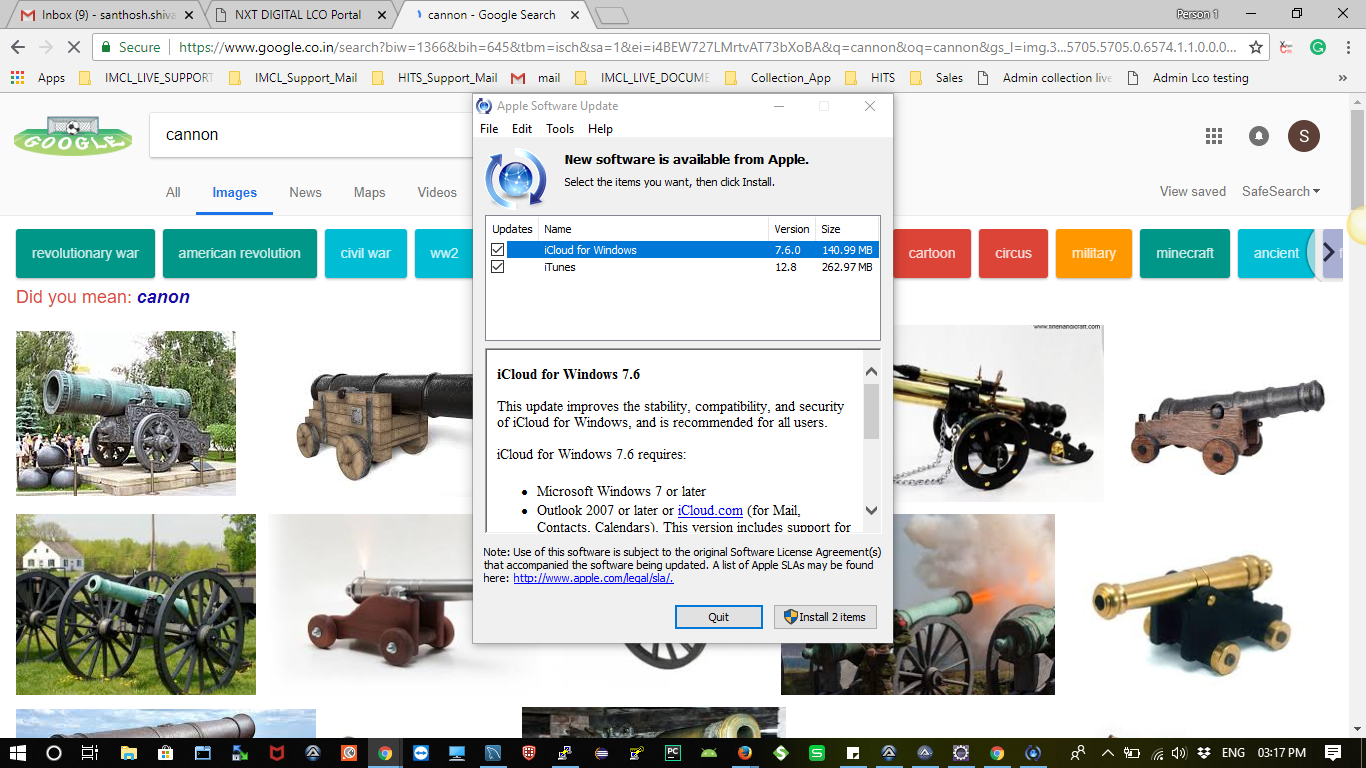 Inbox (9) - santhosh.shiva
NXT DIGITAL LCO Portal
cannon - Google Search
Person 1
Secure
https://www.google.co.in/search?biw=1366&bih=645&tbm=isch&sa=1&ei=i4BEW727LMrtvAT73bXoBA&q=cannon&oq=cannon&gs_l=img.3...5705.5705.0.6574.1.1.0.0.0...
Apps
IMCL_LIVE_SUPPORT
IMCL_Support_Mail
HITS_Support_Mail
mail
IMCL_LIVE_DOCUME
Collection_App
HITS
Sales
Admin collection live
Admin Lco testing
»
GOOGLE
cannon
S
All
Images
News
Maps
Videos
View saved
SafeSearch
revolutionary war
american revolution
civil war
ww2
cartoon
circus
military
minecraft
ancient
Did you mean: canon
Apple Software Update
File Edit Tools Help
New software is available from Apple.
Select the items you want, then click Install.
Updates Name Version Size
iCloud for Windows 7.6.0 140.99 MB
iTunes 12.8 262.97 MB
iCloud for Windows 7.6
This update improves the stability, compatibility, and security
of iCloud for Windows, and is recommended for all users.
iCloud for Windows 7.6 requires:
• Microsoft Windows 7 or later
• Outlook 2007 or later or iCloud.com (for Mail,
Contacts, Calendars). This version includes support for
Note: Use of this software is subject to the original Software License Agreement(s)
that accompanied the software being updated. A list of Apple SLAs may be found
here: http://www.apple.com/legal/sla/.
Quit
Install 2 items
PC
ENG
03:17 PM